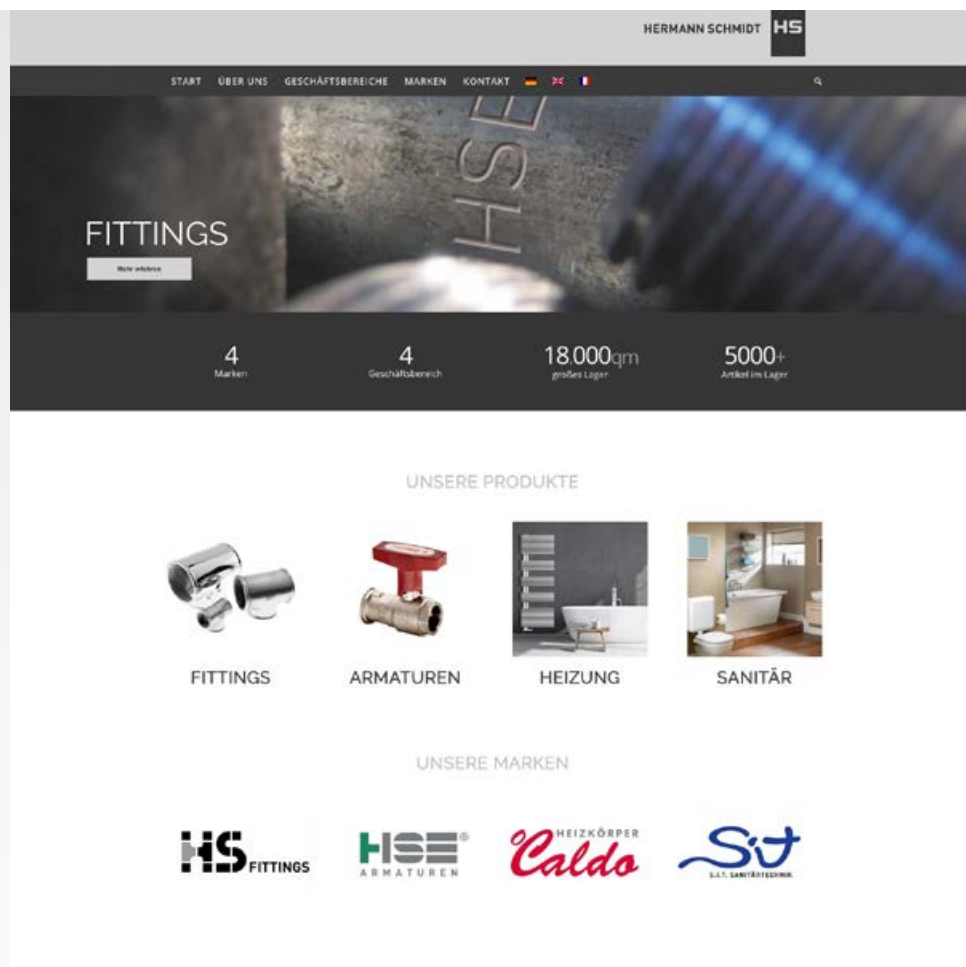 HERMANN SCHMIDT HS
START ÜBER UNS GESCHÄFTSBEREICHE MARKEN KONTAKT
HSE
FITTINGS
Mehr erfahren
4 4 18.000qm 5000+
Marken Geschäftsbereich großes Lager Artikel im Lager
UNSERE PRODUKTE
FITTINGS ARMATUREN HEIZUNG SANITÄR
UNSERE MARKEN
HS FITTINGS
HSE®
ARMATUREN
HEIZKÖRPER
Caldo
SiT
S.I.T. SANITÄRTECHNIK